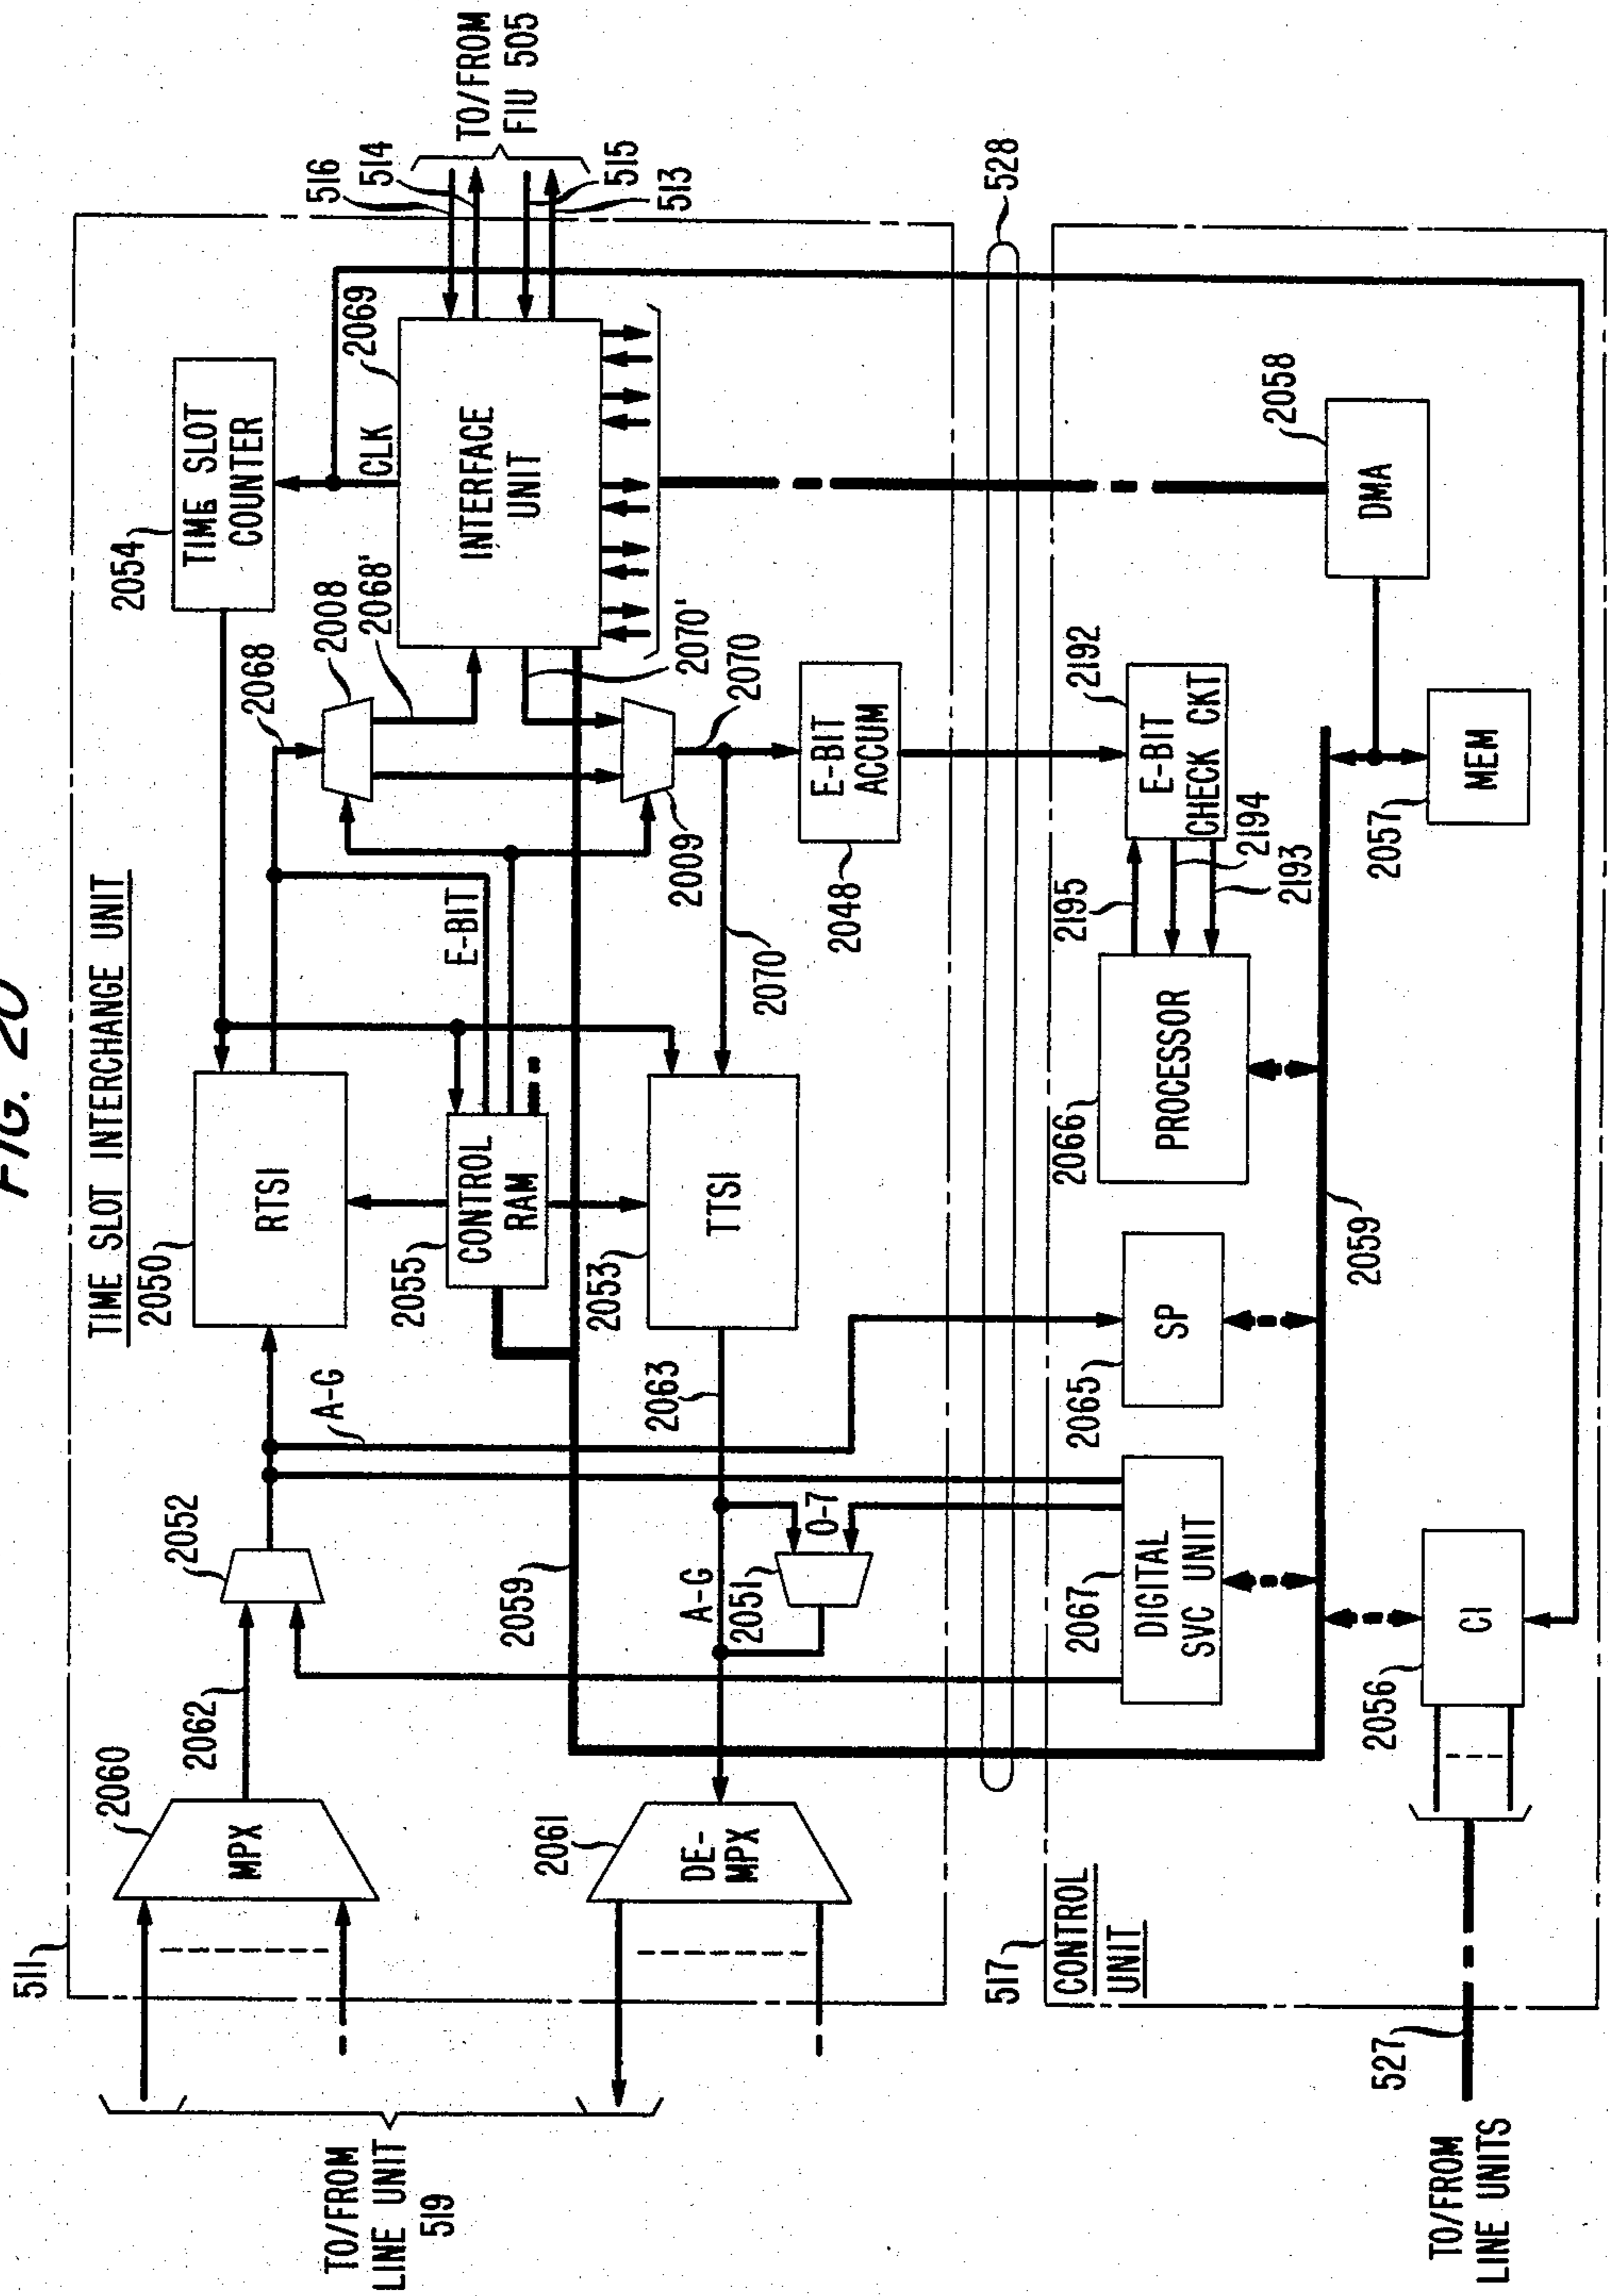 FIG. 20
TIME SLOT INTERCHANGE UNIT
511
2060
MPX
2062
2052
A-G
2050
RTSI
2054
TIME SLOT
COUNTER
2068
2008
2068'
CLK
2069
INTERFACE
UNIT
516
514
TO/FROM
FIU 505
515
513
E-BIT
2055
CONTROL
RAM
2009
2070'
2070
2070
2053
TTSI
2063
A-G
0-7
2051
2059
2061
DE-
MPX
2048
E-BIT
ACCUM
TO/FROM
LINE UNIT
519
528
517
CONTROL
UNIT
2067
DIGITAL
SVC UNIT
2065
SP
2066
PROCESSOR
2195
2194
2193
2192
E-BIT
CHECK CKT
2058
DMA
2057
MEM
2059
2056
CI
527
TO/FROM
LINE UNITS